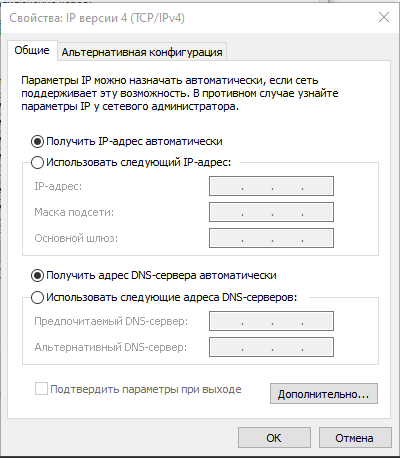 Свойства: IP версии 4 (TCP/IPv4)
Общие
Альтернативная конфигурация
Параметры IP можно назначать автоматически, если сеть
поддерживает эту возможность. В противном случае узнайте
параметры IP у сетевого администратора.
Получить IP-адрес автоматически
Использовать следующий IP-адрес:
IP-адрес:
Маска подсети:
Основной шлюз:
Получить адрес DNS-сервера автоматически
Использовать следующие адреса DNS-серверов:
Предпочитаемый DNS-сервер:
Альтернативный DNS-сервер:
Подтвердить параметры при выходе
Дополнительно...
ОК
Отмена